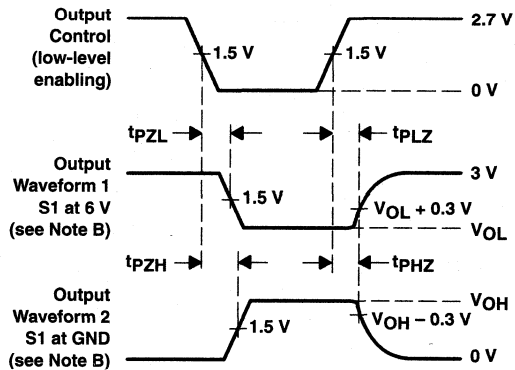 Output
Control
(low-level
enabling)
2.7 V
1.5 V
1.5 V
0 V
tPZL
tPLZ
Output
Waveform 1
S1 at 6 V
(see Note B)
3 V
1.5 V
VOL + 0.3 V
VOL
tPZH
tPHZ
Output
Waveform 2
S1 at GND
(see Note B)
VOH
1.5 V
VOH – 0.3 V
0 V